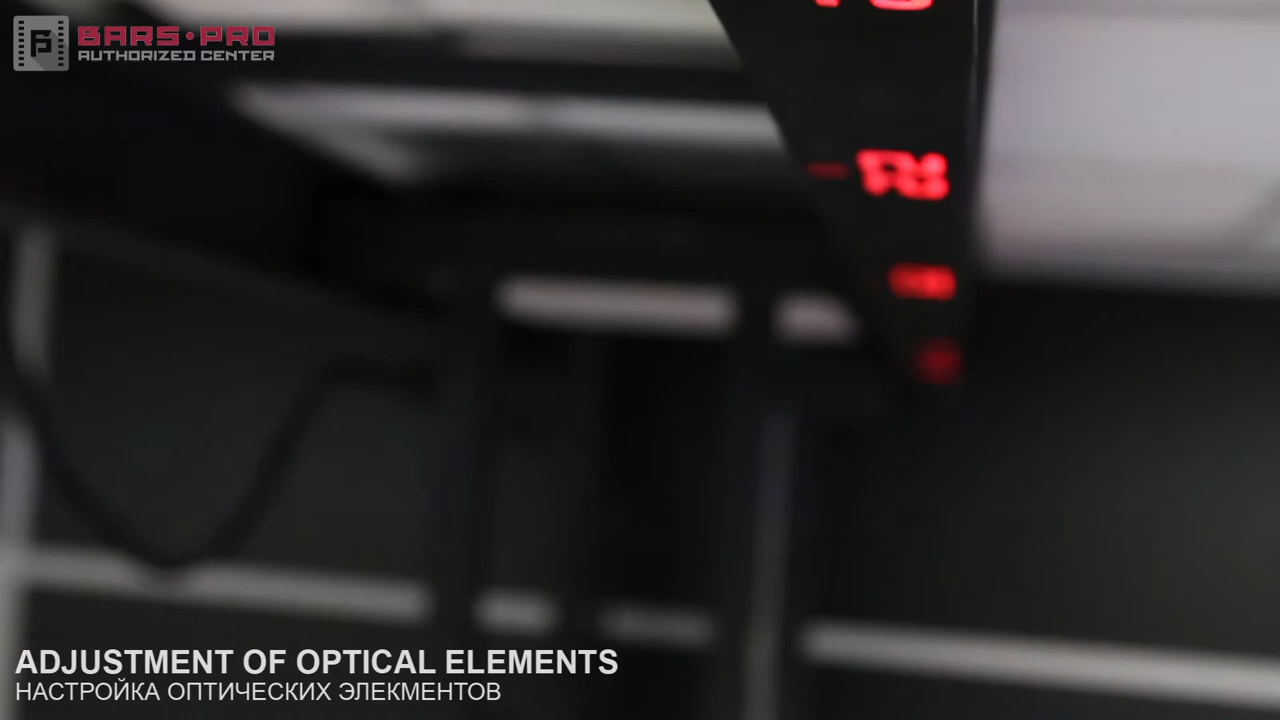 BARS•PRO
AUTHORIZED CENTER
ADJUSTMENT OF OPTICAL ELEMENTS
НАСТРОЙКА ОПТИЧЕСКИХ ЭЛЕКМЕНТОВ